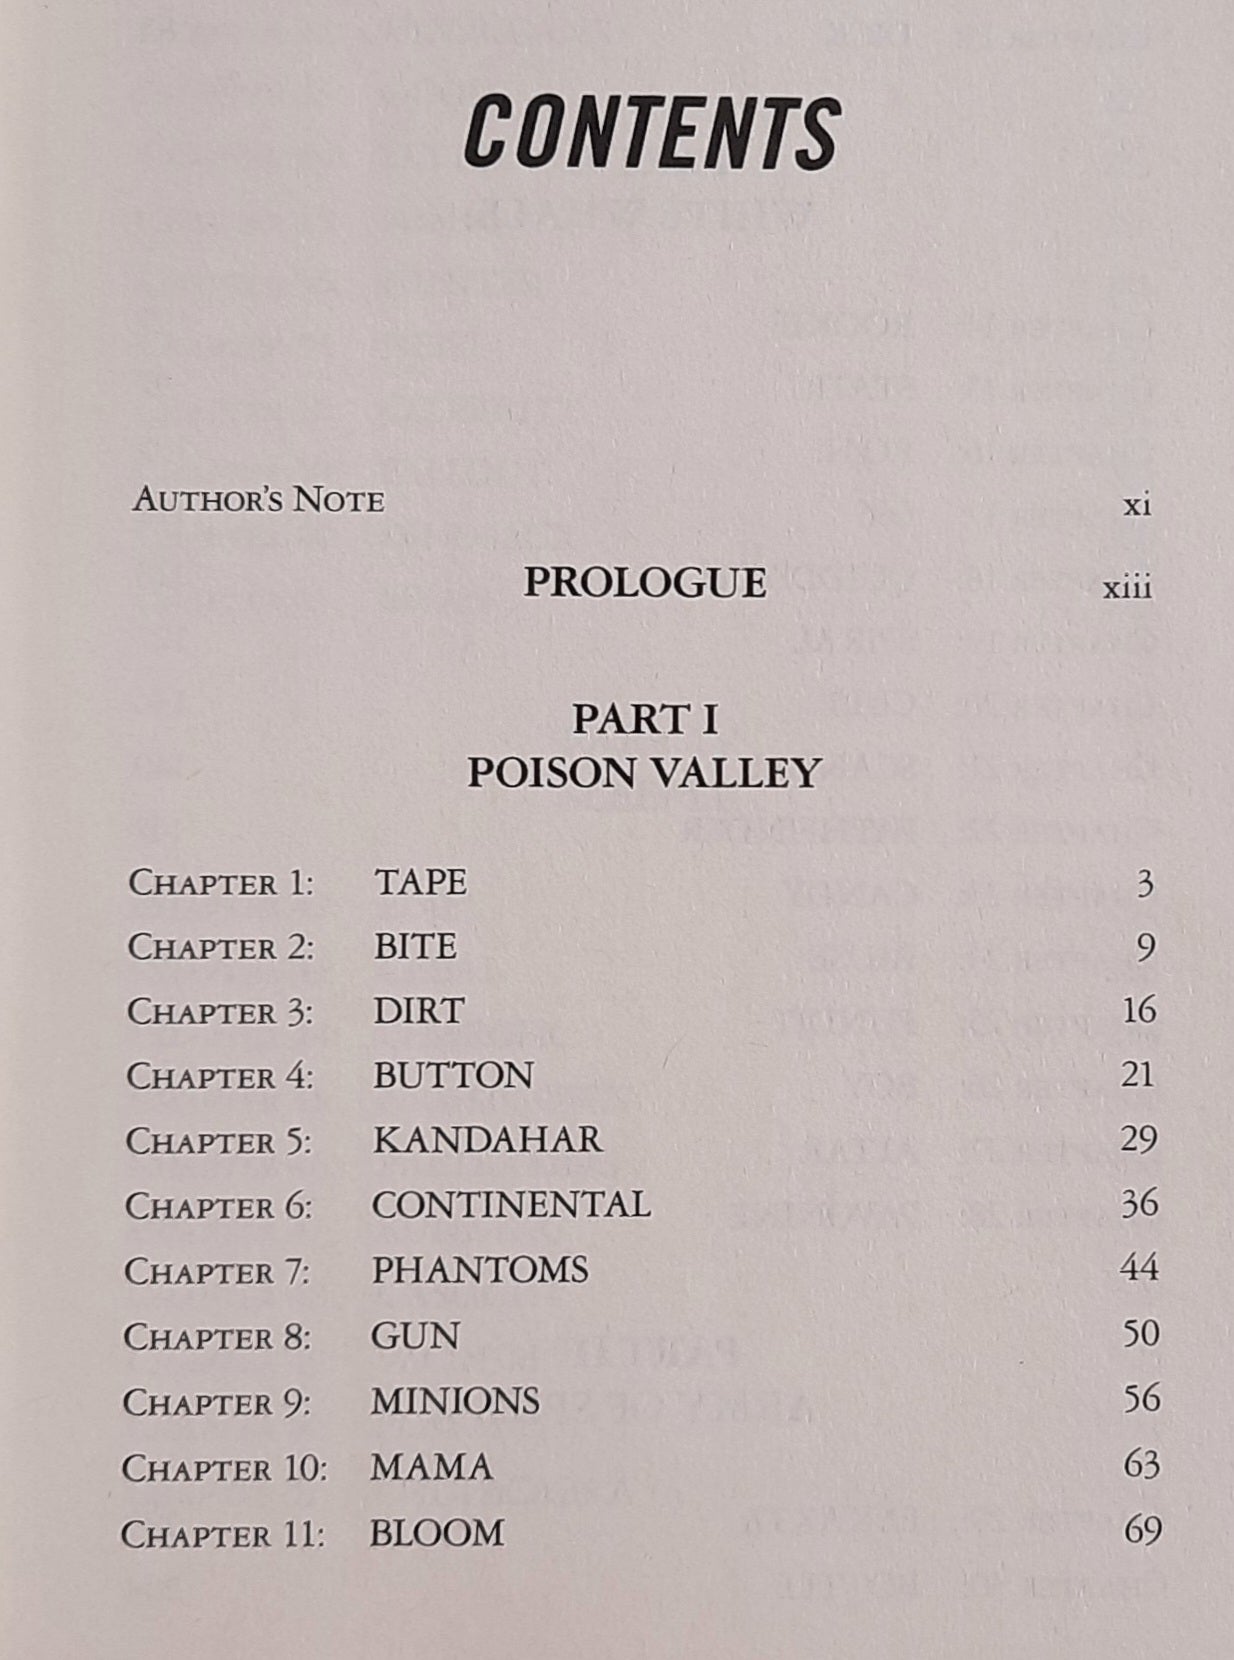 CONTENTS
AUTHOR'S NOTE xi
PROLOGUE xiii
PART I
POISON VALLEY
CHAPTER 1: TAPE 3
CHAPTER 2: BITE 9
CHAPTER 3: DIRT 16
CHAPTER 4: BUTTON 21
CHAPTER 5: KANDAHAR 29
CHAPTER 6: CONTINENTAL 36
CHAPTER 7: PHANTOMS 44
CHAPTER 8: GUN 50
CHAPTER 9: MINIONS 56
CHAPTER 10: MAMA 63
CHAPTER 11: BLOOM 69